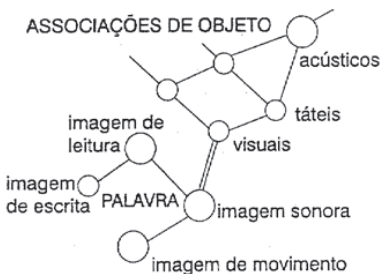 ASSOCIAÇÕES DE OBJETO
acústicos
táteis
visuais
imagem de
leitura
imagem
de escrita
PALAVRA
imagem sonora
imagem de movimento